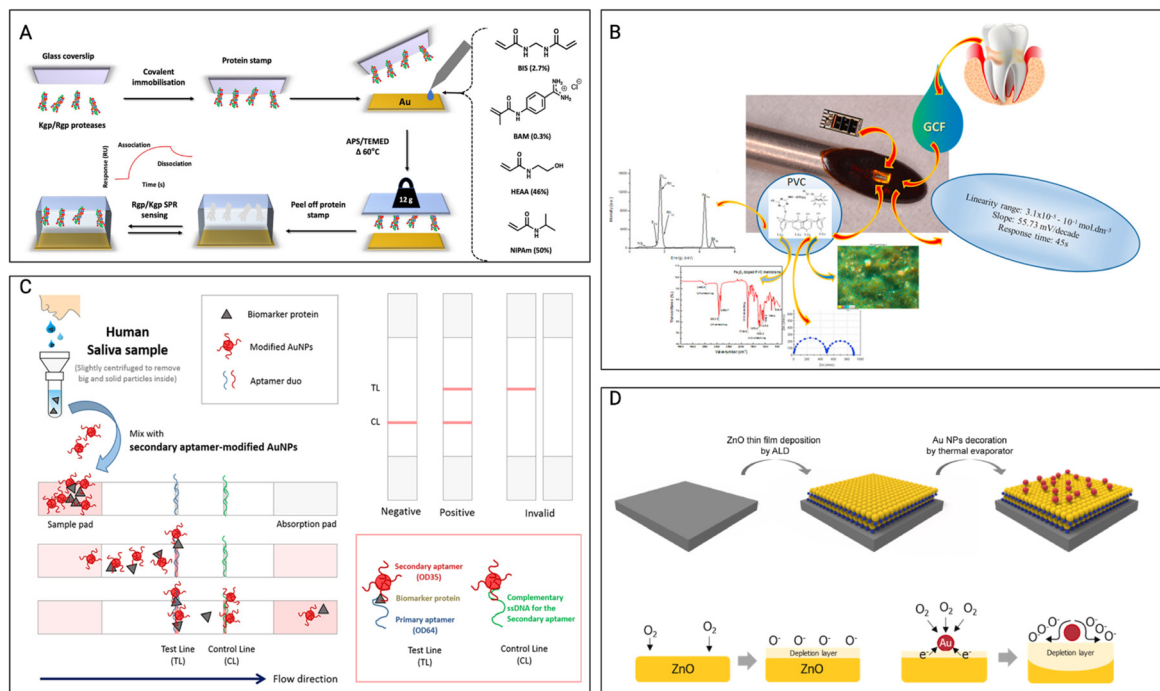 A
Glass coverslip
Covalent
immobilisation
Protein stamp
Kgp/Rgp proteases
Au
BIS (2.7%)
BAM (0.3%)
HEAA (46%)
NIPAm (50%)
APS/TEMED
Δ 60°C
12 g
Peel off protein
stamp
Response (RU)
Association
Dissociation
Time (s)
Rgp/Kgp SPR
sensing
B
GCF
PVC
Linearity range: 3.1x10⁻⁵ - 10⁻¹ mol.dm⁻³
Slope: 55.73 mV/decade
Response time: 45s
Energy (keV)
C
Human
Saliva sample
(Slightly centrifuged to remove
big and solid particles inside)
Biomarker protein
Modified AuNPs
Aptamer duo
Mix with
secondary aptamer-modified AuNPs
Sample pad
Absorption pad
Test Line
(TL)
Control Line
(CL)
Flow direction
TL
CL
Negative
Positive
Invalid
Secondary aptamer
(OD35)
Biomarker protein
Primary aptamer
(OD64)
Complementary
ssDNA for the
Secondary aptamer
Test Line
(TL)
Control Line
(CL)
D
ZnO thin film deposition
by ALD
Au NPs decoration
by thermal evaporator
O₂ O₂
ZnO
O⁻ O⁻ O⁻ O⁻
Depletion layer
ZnO
O₂ O₂ O₂
Au
e⁻ e⁻
O⁻ O⁻ O⁻ O⁻ O⁻ O⁻
Depletion layer